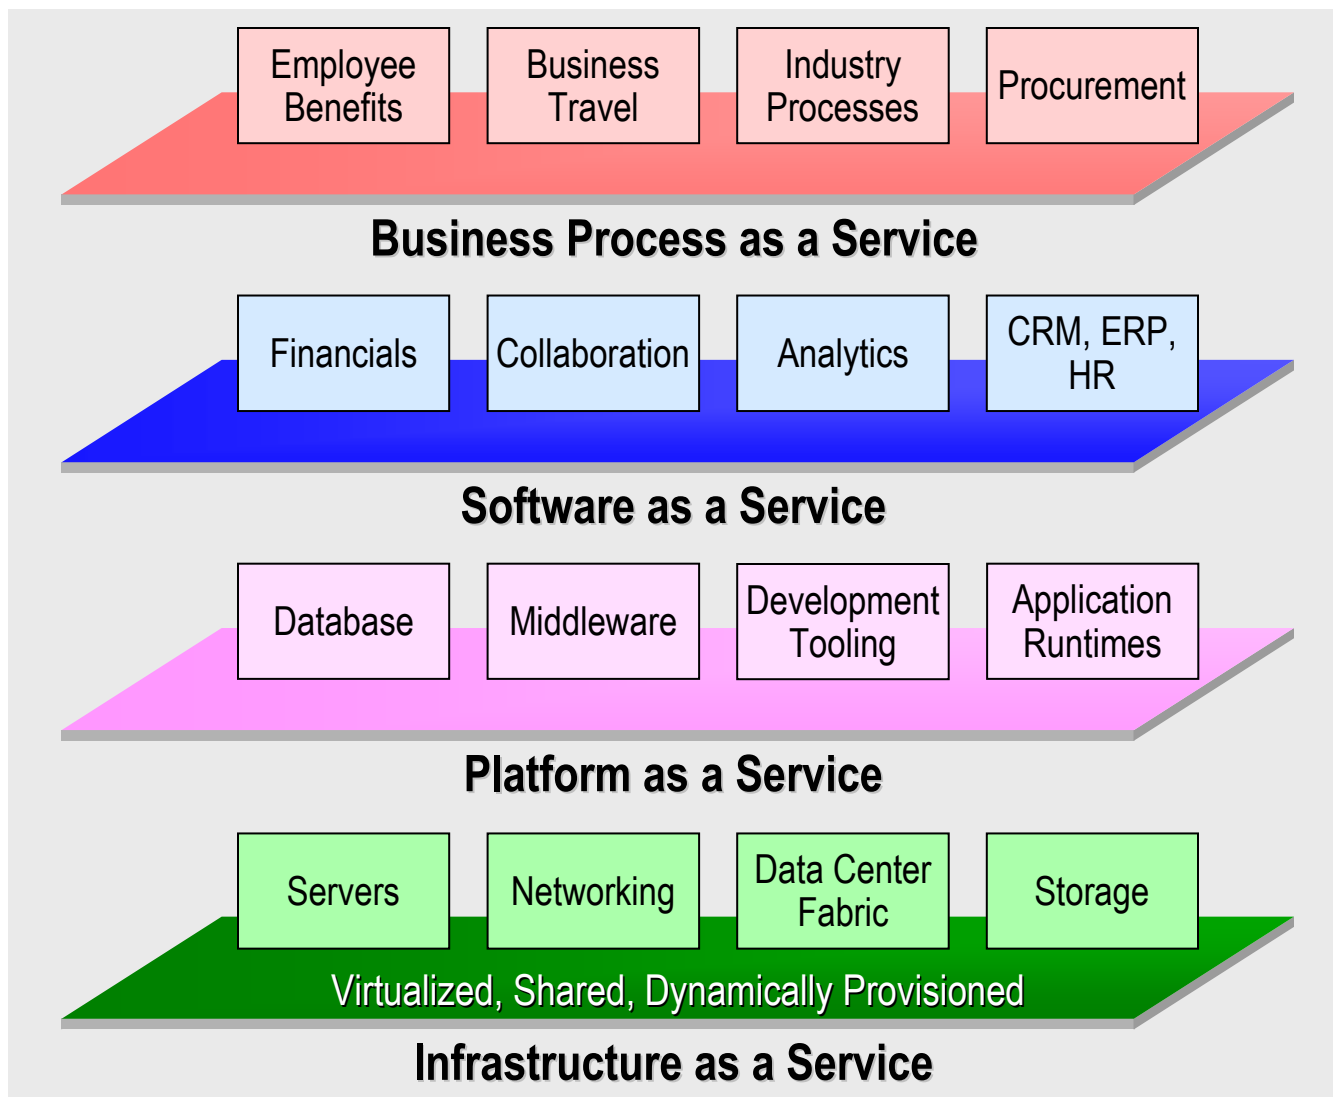 Employee
Benefits
Business
Travel
Industry
Processes
Procurement
Business Process as a Service
Financials
Collaboration
Analytics
CRM, ERP,
HR
Software as a Service
Database
Middleware
Development
Tooling
Application
Runtimes
Platform as a Service
Servers
Networking
Data Center
Fabric
Storage
Virtualized, Shared, Dynamically Provisioned
Infrastructure as a Service